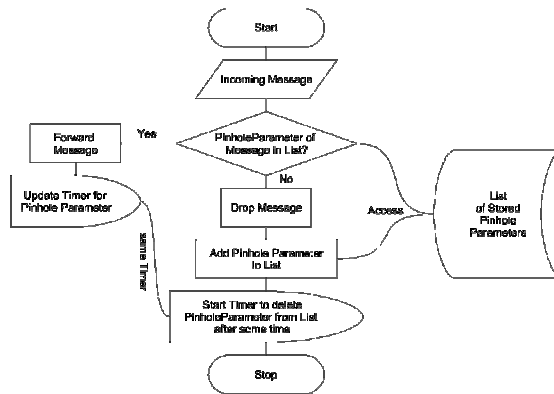 Start
Incoming Message
PinholeParameter of
Message in List?
Yes
Forward
Message
Update Timer for
Pinhole Parameter
No
Drop Message
Access
List
of Stored
Pinhole
Parameters
Add Pinhole Parameter
to List
same Timer
Start Timer to delete
PinholeParameter from List
after some time
Stop